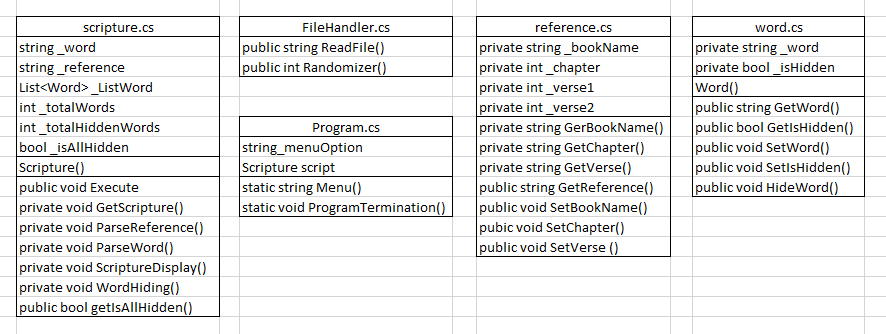 scripture.cs
string _word
string _reference
List<Word> _ListWord
int _totalWords
int _totalHiddenWords
bool _isAllHidden
Scripture()
public void Execute
private void GetScripture()
private void ParseReference()
private void ParseWord()
private void ScriptureDisplay()
private void WordHiding()
public bool getIsAllHidden()
FileHandler.cs
public string ReadFile()
public int Randomizer()
Program.cs
string_menuOption
Scripture script
static string Menu()
static void ProgramTermination()
reference.cs
private string _bookName
private int _chapter
private int _verse1
private int _verse2
private string GerBookName()
private string GetChapter()
private string GetVerse()
public string GetReference()
public void SetBookName()
pubic void SetChapter()
public void SetVerse ()
word.cs
private string _word
private bool _isHidden
Word()
public string GetWord()
public bool GetIsHidden()
public void SetWord()
public void SetIsHidden()
public void HideWord()